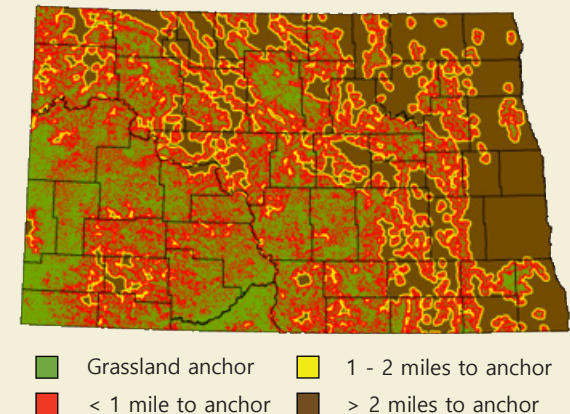 Grassland anchor
1 - 2 miles to anchor
< 1 mile to anchor
> 2 miles to anchor